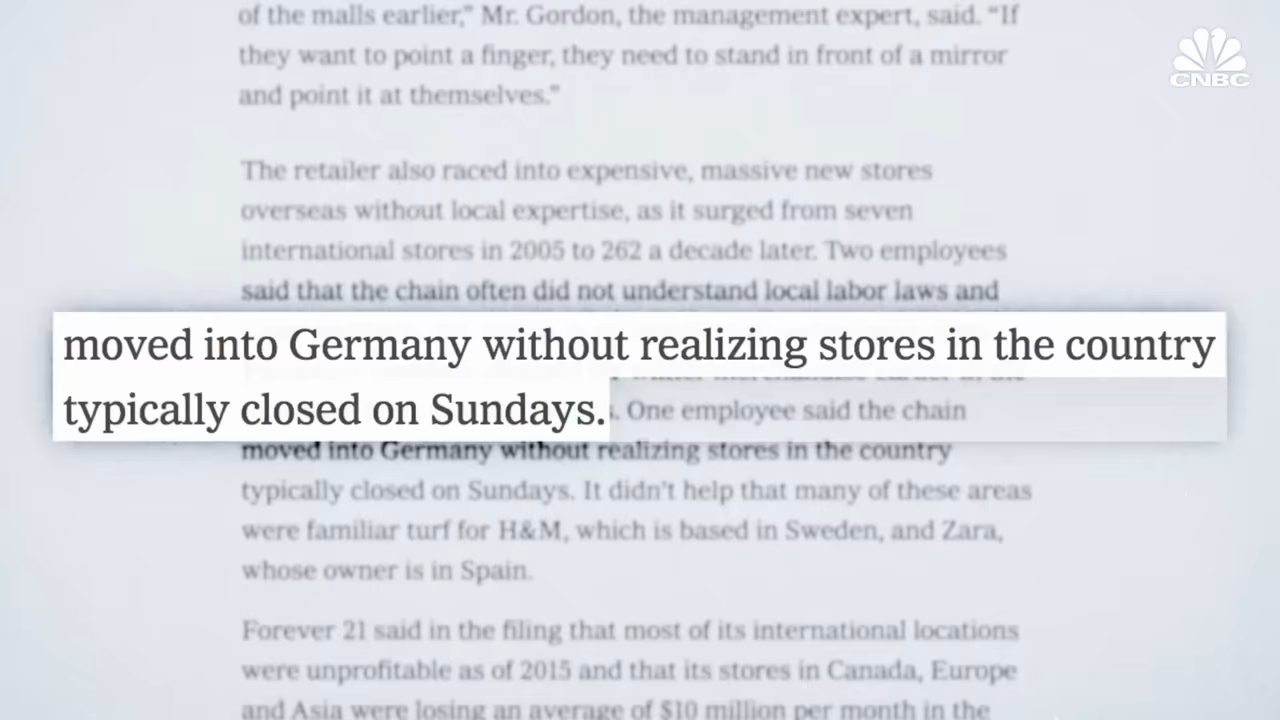 of the malls earlier,” Mr. Gordon, the management expert, said. “If
they want to point a finger, they need to stand in front of a mirror
and point it at themselves.”
CNBC
The retailer also raced into expensive, massive new stores
overseas without local expertise, as it surged from seven
international stores in 2005 to 262 a decade later. Two employees
said that the chain often did not understand local labor laws and
moved into Germany without realizing stores in the country
typically closed on Sundays.
One employee said the chain
moved into Germany without realizing stores in the country
typically closed on Sundays. It didn’t help that many of these areas
were familiar turf for H&M, which is based in Sweden, and Zara,
whose owner is in Spain.
Forever 21 said in the filing that most of its international locations
were unprofitable as of 2015 and that its stores in Canada, Europe
and Asia were losing an average of $10 million per month in the